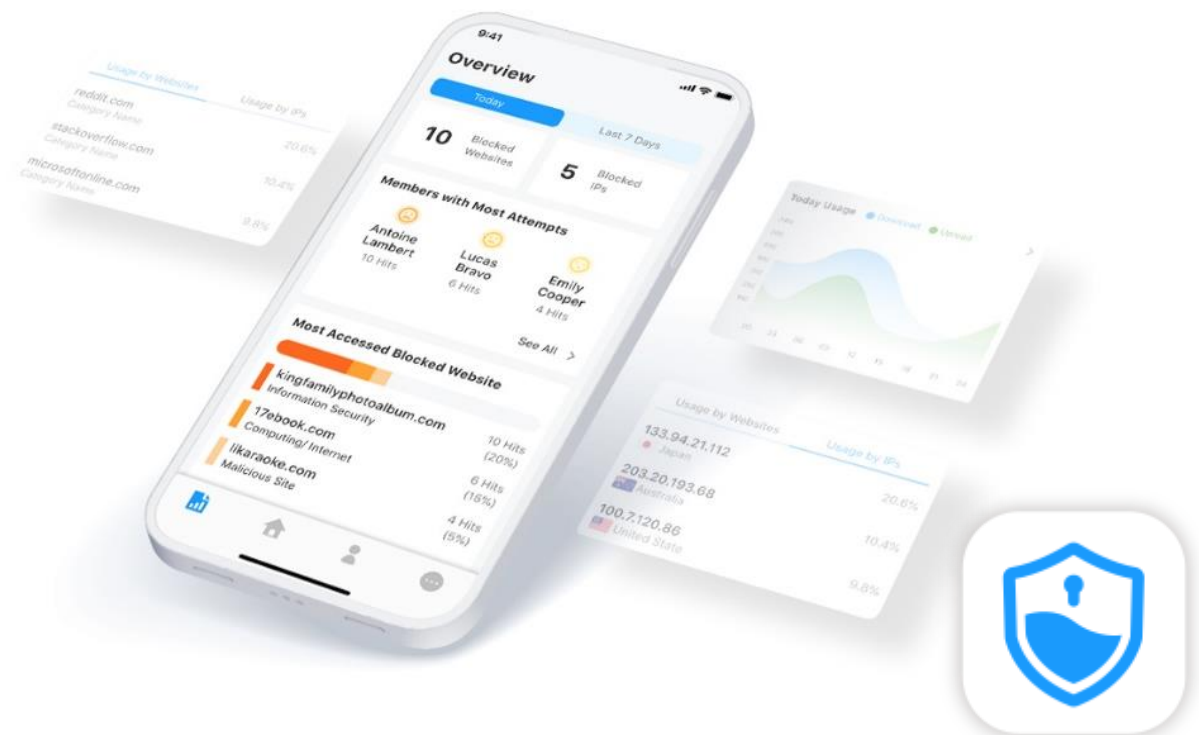 9:41
Overview
Today
Last 7 Days
10
Blocked
Websites
5
Blocked
IPs
Members with Most Attempts
Antoine
Lambert
10 Hits
Lucas
Bravo
6 Hits
Emily
Cooper
4 Hits
See All
Most Accessed Blocked Website
kingfamilyphotoalbum.com
Information Security
10 Hits
(20%)
17ebook.com
Computing/ Internet
6 Hits
(16%)
likaraoke.com
Malicious Site
4 Hits
(5%)
Usage by Websites
Usage by IPs
reddit.com
Category Name
20.6%
stackoverflow.com
Category Name
10.4%
microsoftonline.com
Category Name
9.8%
Today Usage
Download
Upload
Usage by Websites
Usage by IPs
133.94.21.112
Japan
20.6%
203.20.193.68
Australia
10.4%
100.7.120.86
United State
9.8%